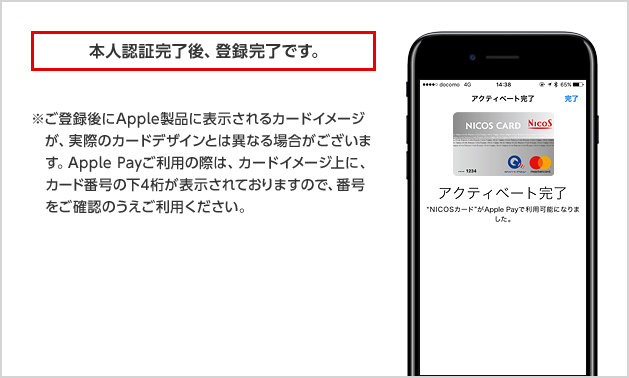 本人認証完了後、登録完了です。
※ご登録後にApple製品に表示されるカードイメージ
が、実際のカードデザインとは異なる場合がございま
す。Apple Payご利用の際は、カードイメージ上に、
カード番号の下4桁が表示されておりますので、番号
をご確認のうえご利用ください。
docomo 4G 14:38 65%
アクティベート完了 完了
NICOS CARD NICOS
1234
アクティベート完了
"NICOSカード"がApple Payで利用可能になりま
した。